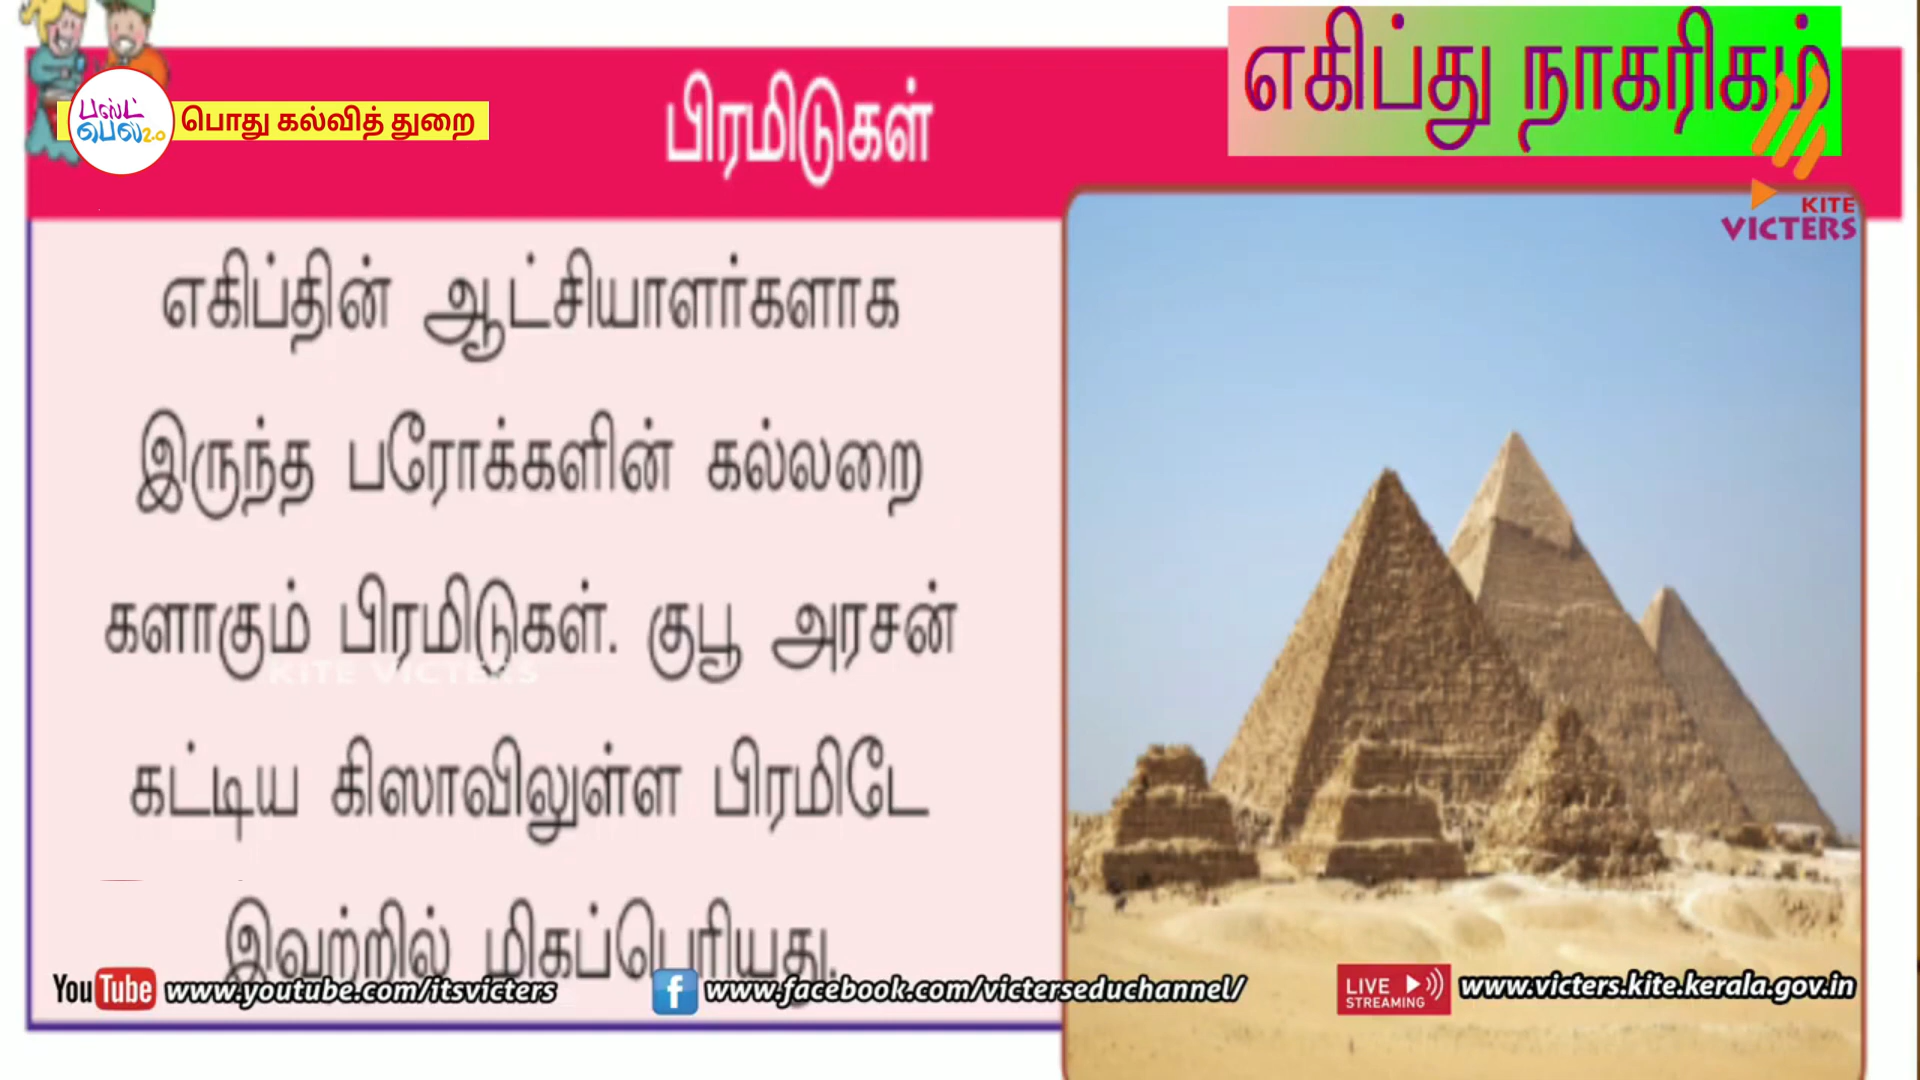 எகிப்து நாகரிகம்
பஸ்ட் பெல் 2.0
பொது கல்வித் துறை
பிரமிடுகள்
KITE VICTERS
எகிப்தின் ஆட்சியாளர்களாக
இருந்த பரோக்களின் கல்லறை
களாகும் பிரமிடுகள். குபூ அரசன்
KITE VICTERS
கட்டிய கிஸாவிலுள்ள பிரமிடே
இவற்றில் மிகப்பெரியது.
YouTube www.youtube.com/itsvicters
f www.facebook.com/victerseduchannel/
LIVE STREAMING www.victers.kite.kerala.gov.in